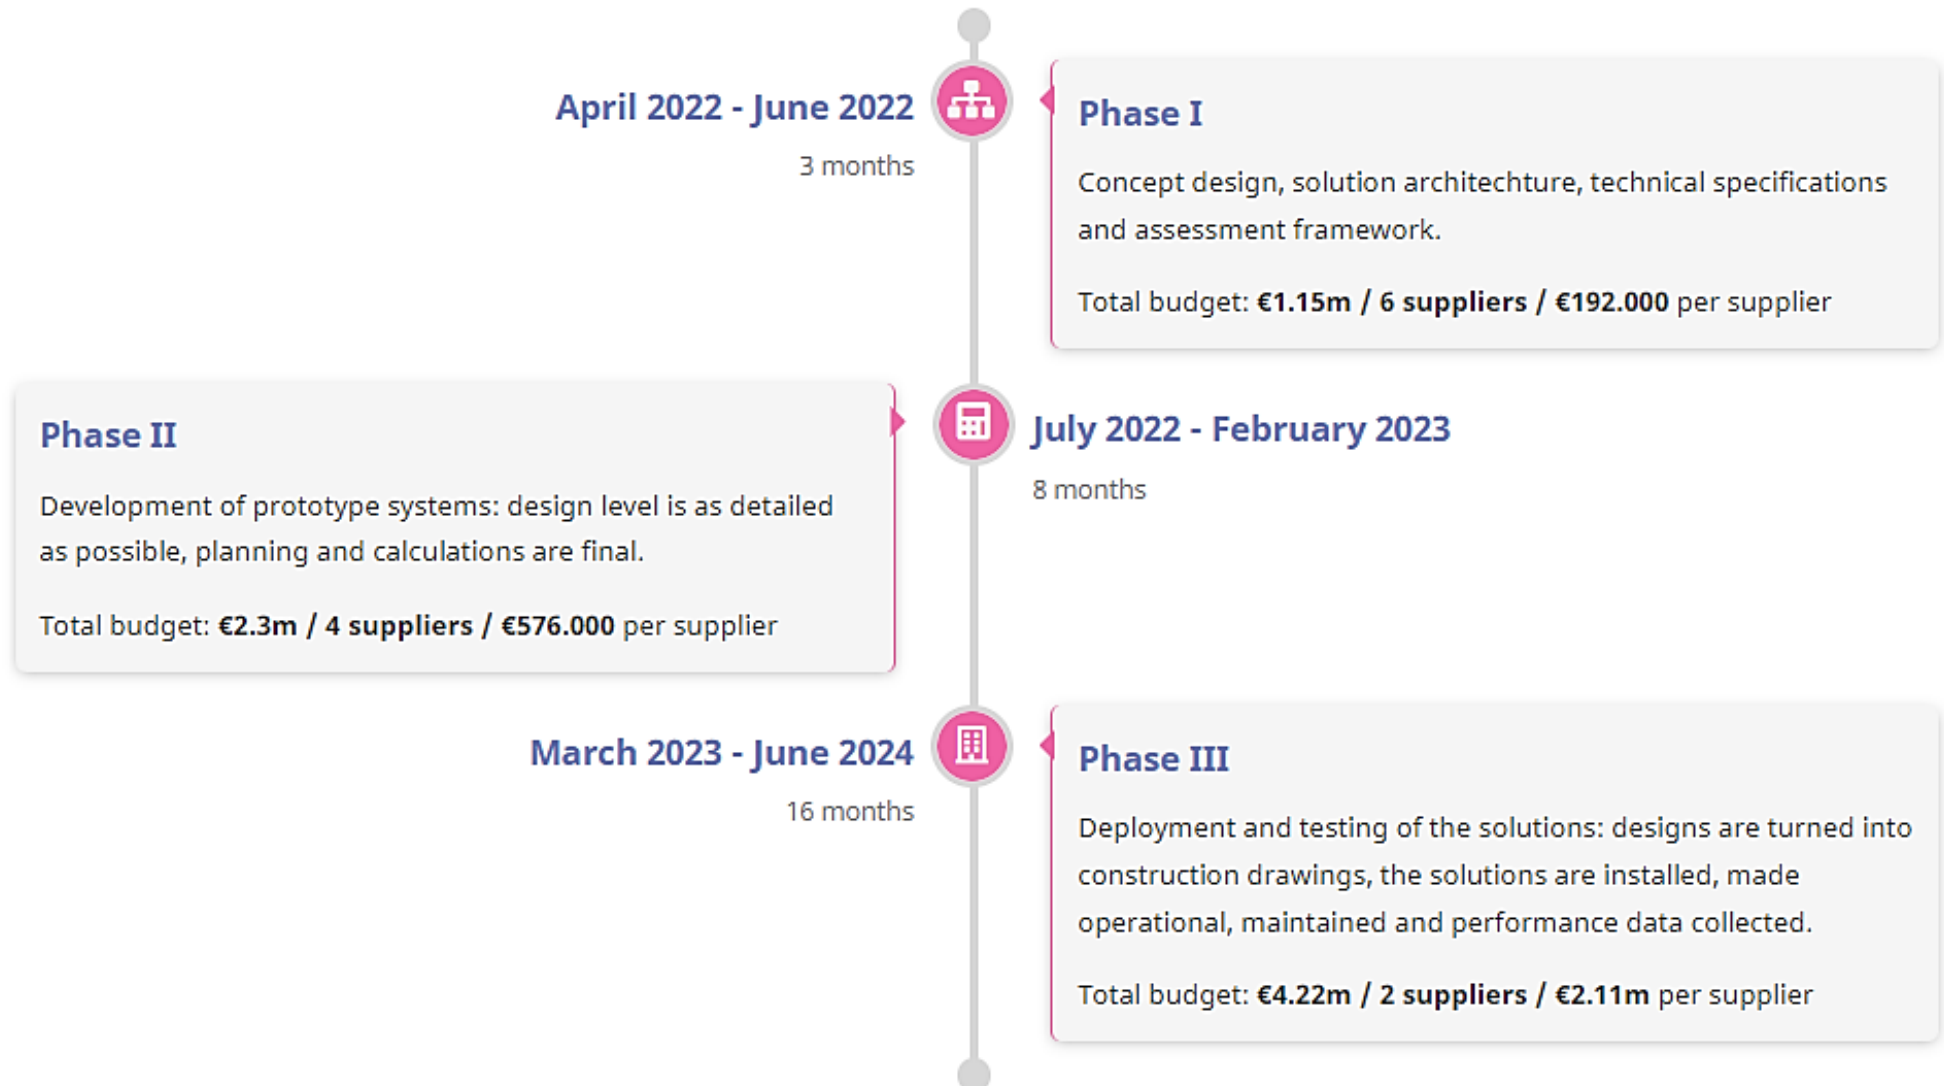 April 2022 - June 2022
3 months
Phase I
Concept design, solution architechture, technical specifications
and assessment framework.
Total budget: €1.15m / 6 suppliers / €192.000 per supplier
Phase II
Development of prototype systems: design level is as detailed
as possible, planning and calculations are final.
Total budget: €2.3m / 4 suppliers / €576.000 per supplier
July 2022 - February 2023
8 months
March 2023 - June 2024
16 months
Phase III
Deployment and testing of the solutions: designs are turned into
construction drawings, the solutions are installed, made
operational, maintained and performance data collected.
Total budget: €4.22m / 2 suppliers / €2.11m per supplier